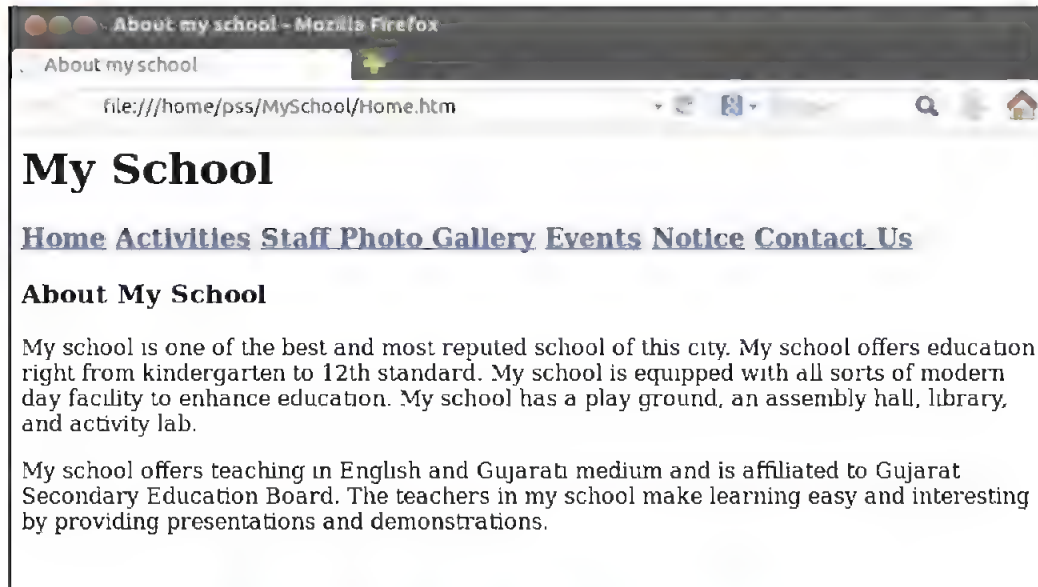 About my school - Mozilla Firefox
About my school
file:///home/pss/MySchool/Home.htm
My School
Home Activities Staff Photo Gallery Events Notice Contact Us
About My School
My school is one of the best and most reputed school of this city. My school offers education
right from kindergarten to 12th standard. My school is equipped with all sorts of modern
day facility to enhance education. My school has a play ground, an assembly hall, library,
and activity lab.
My school offers teaching in English and Gujarati medium and is affiliated to Gujarat
Secondary Education Board. The teachers in my school make learning easy and interesting
by providing presentations and demonstrations.